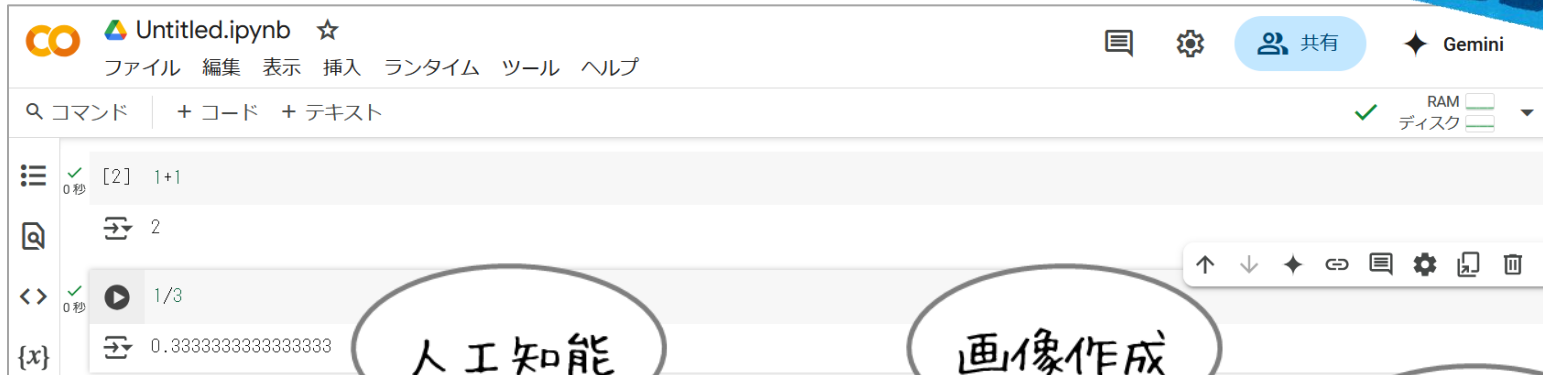 CO Untitled.ipynb
ファイル 編集 表示 挿入 ランタイム ツール ヘルプ
共有 Gemini
コマンド + コード + テキスト
RAM
ディスク
0秒 [2] 1+1
2
0秒 1/3
{x} 0.3333333333333333
人工知能
画像作成